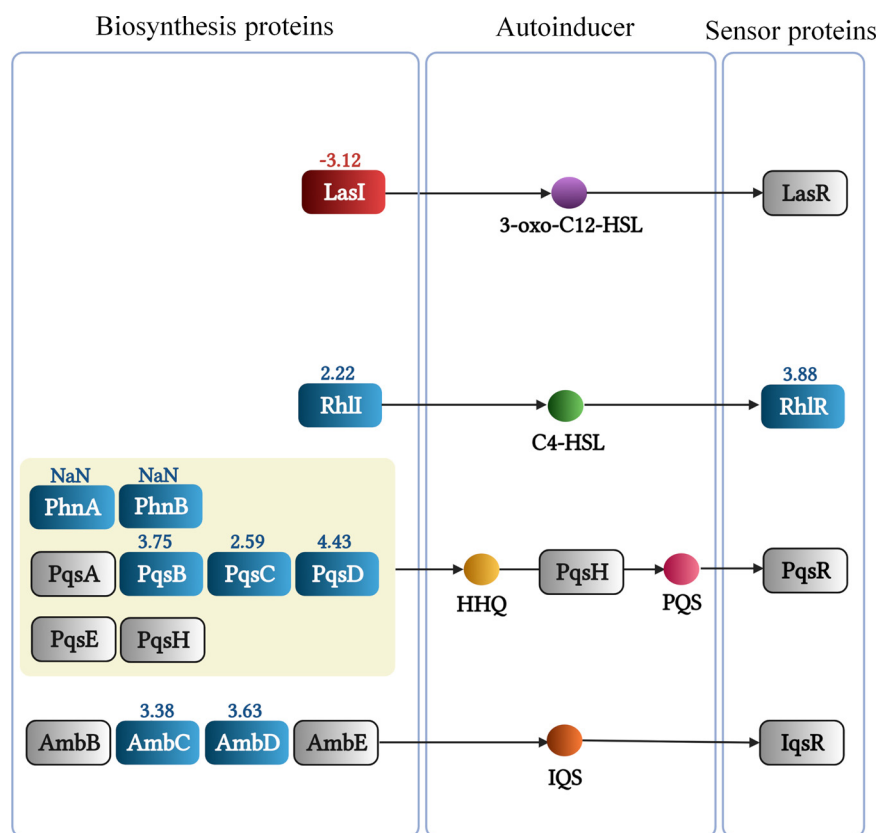 Biosynthesis proteins
Autoinducer
Sensor proteins
-3.12
LasI
3-oxo-C12-HSL
LasR
2.22
RhlI
C4-HSL
3.88
RhlR
NaN NaN
PhnA PhnB
3.75 2.59 4.43
PqsA PqsB PqsC PqsD
HHQ
PqsH
PQS
PqsR
PqsE PqsH
3.38 3.63
AmbB AmbC AmbD AmbE
IQS
IqsR